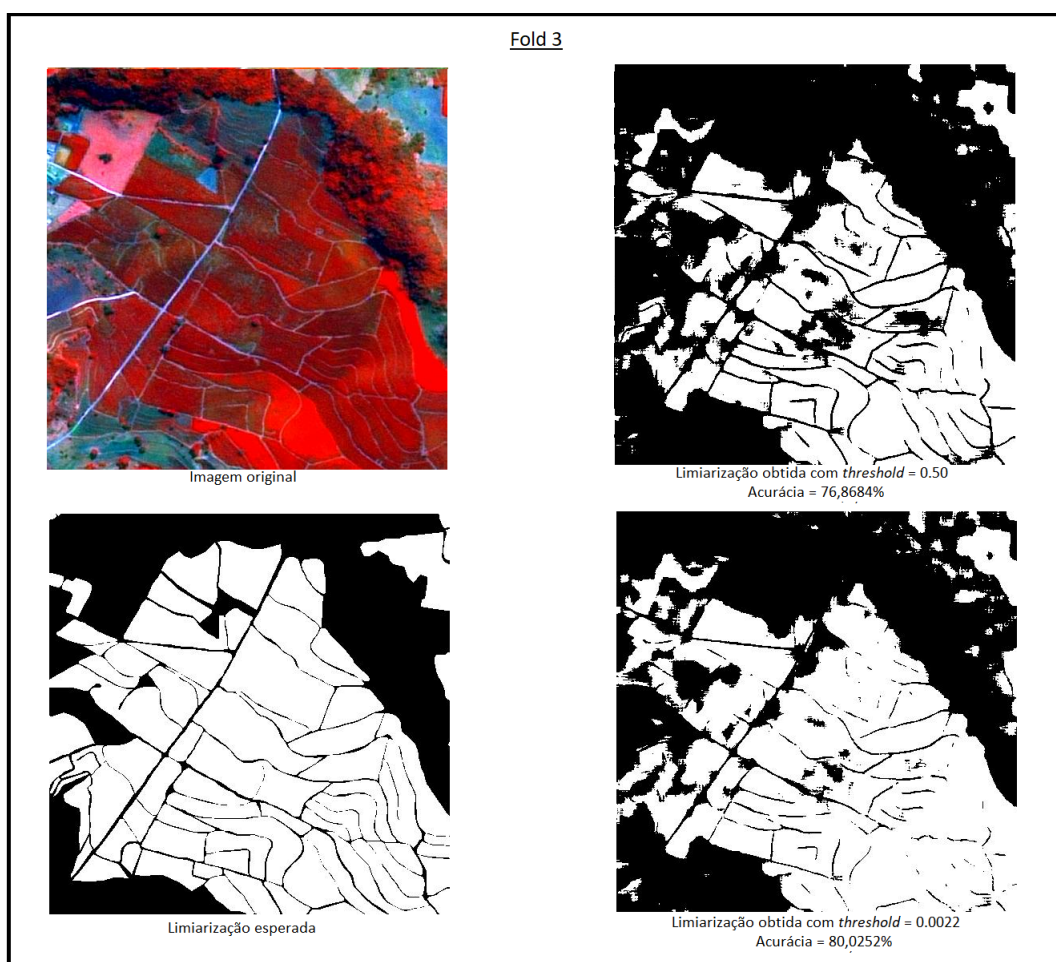 Fold 3
Imagem original
Limiarização obtida com threshold = 0.50
Acurácia = 76,8684%
Limiarização esperada
Limiarização obtida com threshold = 0.0022
Acurácia = 80,0252%